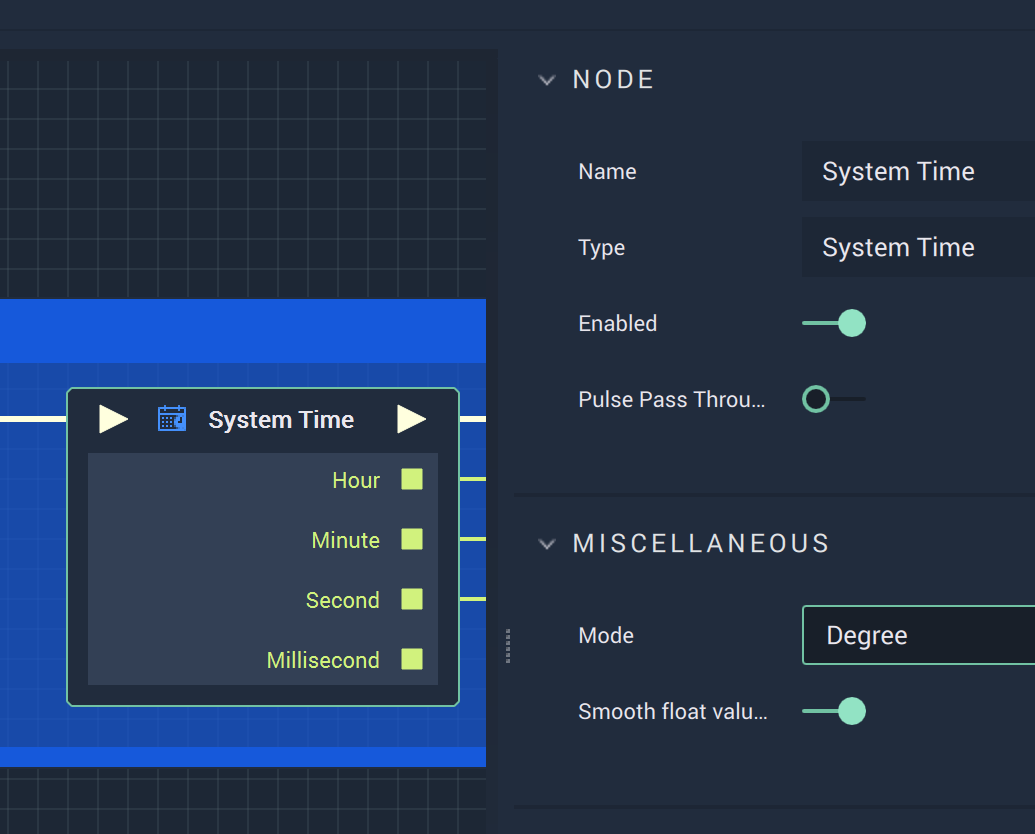 System Time
Hour
Minute
Second
Millisecond
NODE
Name System Time
Type System Time
Enabled
Pulse Pass Throu...
MISCELLANEOUS
Mode Degree
Smooth float valu...